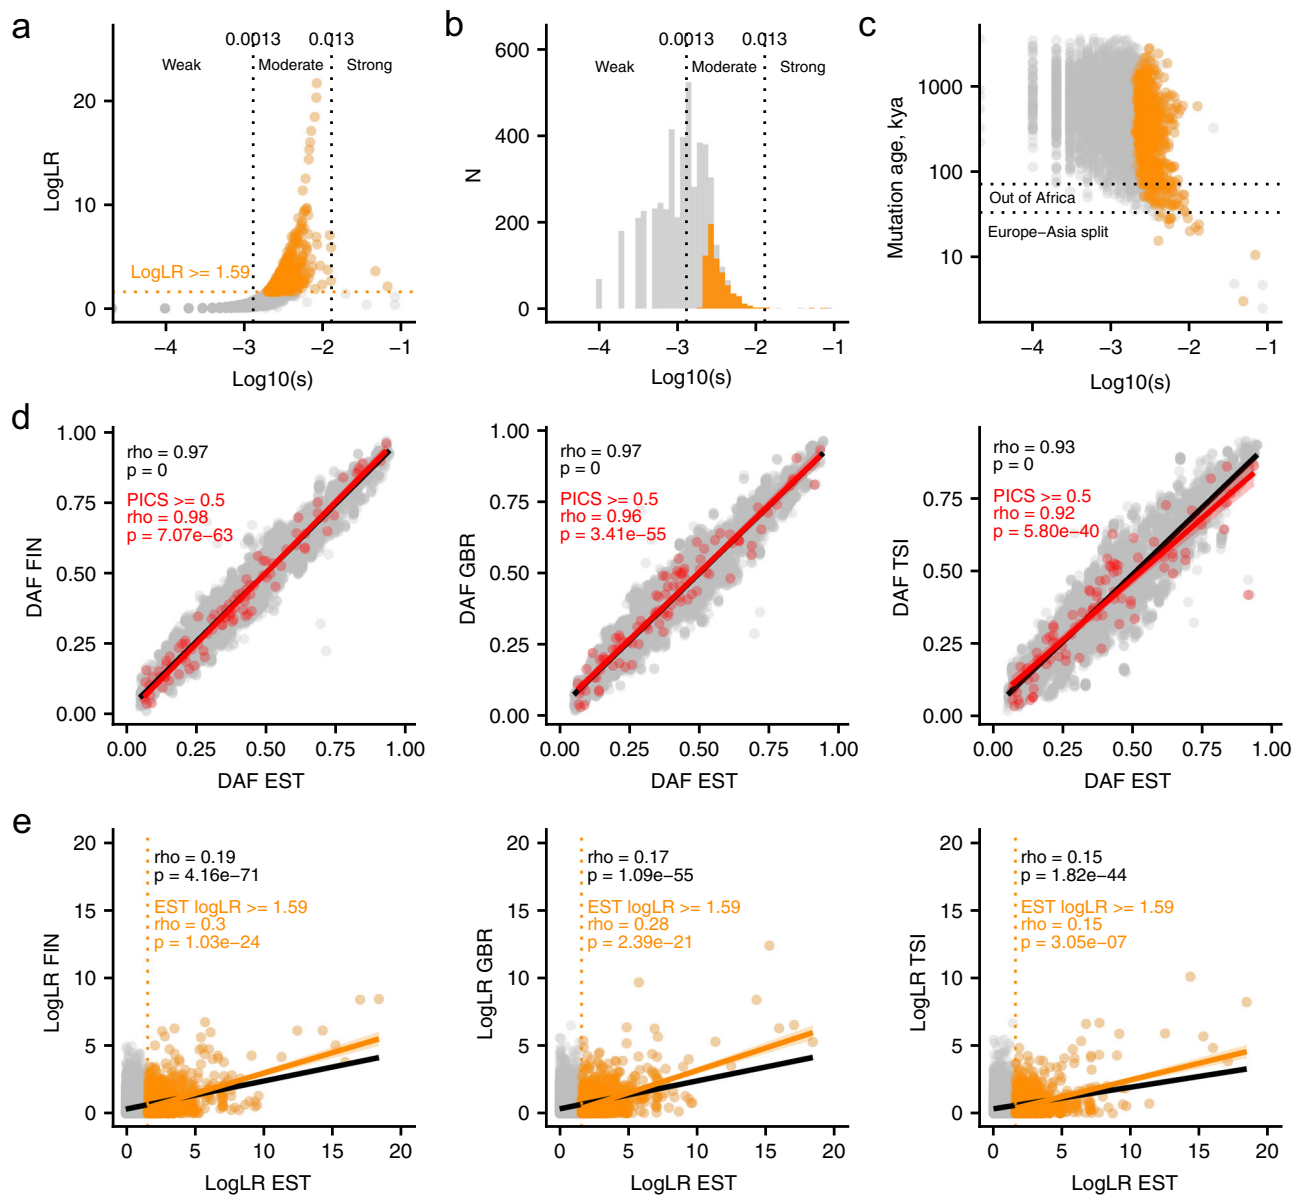 a
0.0013
0.013
Weak
Moderate
Strong
LogLR
20
10
0
LogLR >= 1.59
−4
−3
−2
−1
Log10(s)
b
0.0013
0.013
Weak
Moderate
Strong
N
600
400
200
0
−4
−3
−2
−1
Log10(s)
c
Mutation age, kya
1000
100
10
Out of Africa
Europe−Asia split
−4
−3
−2
−1
Log10(s)
d
DAF FIN
1.00
0.75
0.50
0.25
0.00
rho = 0.97
p = 0
PICS >= 0.5
rho = 0.98
p = 7.07e−63
0.00
0.25
0.50
0.75
1.00
DAF EST
DAF GBR
1.00
0.75
0.50
0.25
0.00
rho = 0.97
p = 0
PICS >= 0.5
rho = 0.96
p = 3.41e−55
0.00
0.25
0.50
0.75
1.00
DAF EST
DAF TSI
0.75
0.50
0.25
0.00
rho = 0.93
p = 0
PICS >= 0.5
rho = 0.92
p = 5.80e−40
0.00
0.25
0.50
0.75
1.00
DAF EST
e
LogLR FIN
20
15
10
5
0
rho = 0.19
p = 4.16e−71
EST logLR >= 1.59
rho = 0.3
p = 1.03e−24
0
5
10
15
20
LogLR EST
LogLR GBR
20
15
10
5
0
rho = 0.17
p = 1.09e−55
EST logLR >= 1.59
rho = 0.28
p = 2.39e−21
0
5
10
15
20
LogLR EST
LogLR TSI
20
15
10
5
0
rho = 0.15
p = 1.82e−44
EST logLR >= 1.59
rho = 0.15
p = 3.05e−07
0
5
10
15
20
LogLR EST